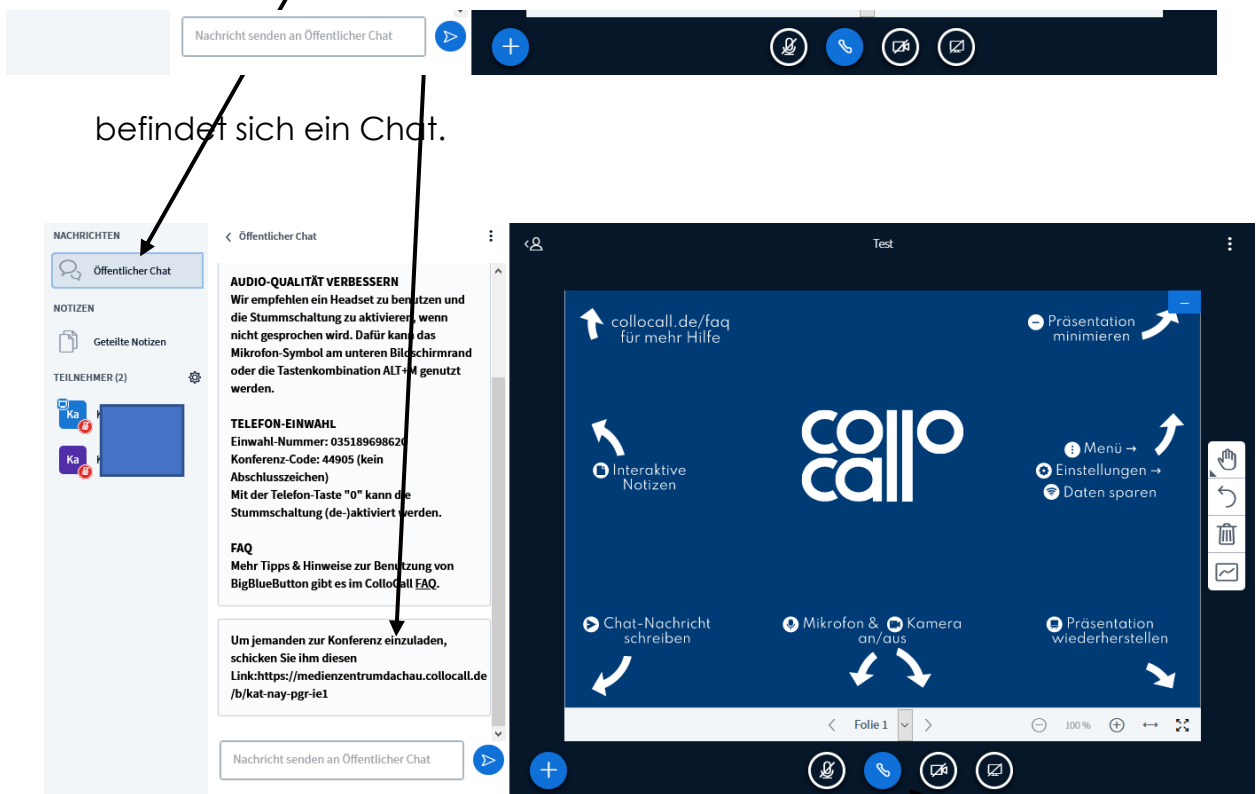 Nachricht senden an Öffentlicher Chat
befindet sich ein Chat.
NACHRICHTEN
Öffentlicher Chat
NOTIZEN
Geteilte Notizen
TEILNEHMER (2)
Ka
Ka
Öffentlicher Chat
AUDIO-QUALITÄT VERBESSERN
Wir empfehlen ein Headset zu benutzen und
die Stummschaltung zu aktivieren, wenn
nicht gesprochen wird. Dafür kann das
Mikrofon-Symbol am unteren Bildschirmrand
oder die Tastenkombination ALT+M genutzt
werden.
TELEFON-EINWAHL
Einwahl-Nummer: 035189698620
Konferenz-Code: 44905 (kein
Abschlusszeichen)
Mit der Telefon-Taste "0" kann die
Stummschaltung (de-)aktiviert werden.
FAQ
Mehr Tipps & Hinweise zur Benutzung von
BigBlueButton gibt es im ColloCall FAQ.
Um jemanden zur Konferenz einzuladen,
schicken Sie ihm diesen
Link:https://medienzentrumdachau.collocall.de
/b/kat-nay-pgr-ie1
Nachricht senden an Öffentlicher Chat
Test
collocall.de/faq
für mehr Hilfe
Präsentation
minimieren
collo
call
Interaktive
Notizen
Menü →
Einstellungen →
Daten sparen
Chat-Nachricht
schreiben
Mikrofon & Kamera
an/aus
Präsentation
wiederherstellen
Folie 1
100 %